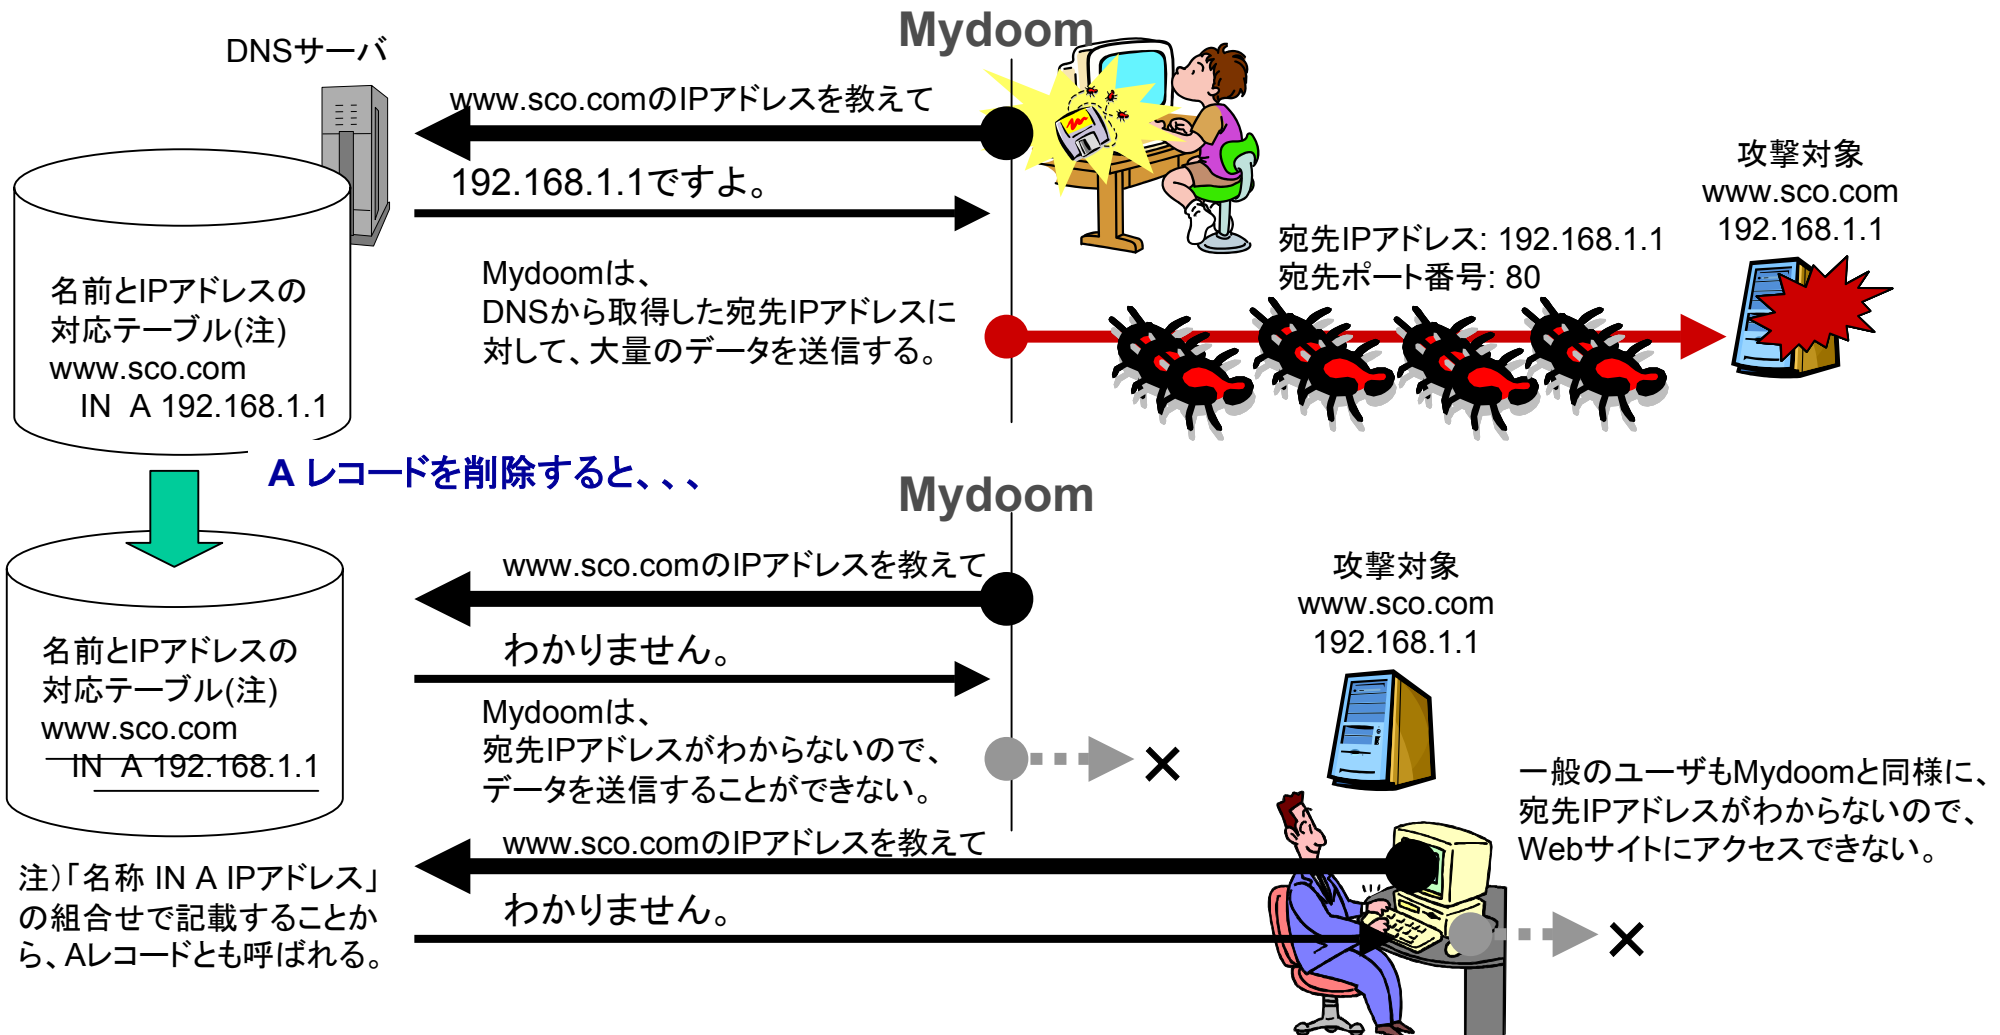 Mydoom
DNSサーバ
www.sco.comのIPアドレスを教えて
192.168.1.1ですよ。
攻撃対象
www.sco.com
192.168.1.1
宛先IPアドレス: 192.168.1.1
宛先ポート番号: 80
Mydoomは、
DNSから取得した宛先IPアドレスに
対して、大量のデータを送信する。
名前とIPアドレスの
対応テーブル(注)
www.sco.com
IN A 192.168.1.1
A レコードを削除すると、、、
Mydoom
www.sco.comのIPアドレスを教えて
わかりません。
攻撃対象
www.sco.com
192.168.1.1
名前とIPアドレスの
対応テーブル(注)
www.sco.com
IN A 192.168.1.1
Mydoomは、
宛先IPアドレスがわからないので、
データを送信することができない。
一般のユーザもMydoomと同様に、
宛先IPアドレスがわからないので、
Webサイトにアクセスできない。
www.sco.comのIPアドレスを教えて
わかりません。
注）「名称 IN A IPアドレス」
の組合せで記載することか
ら、Aレコードとも呼ばれる。